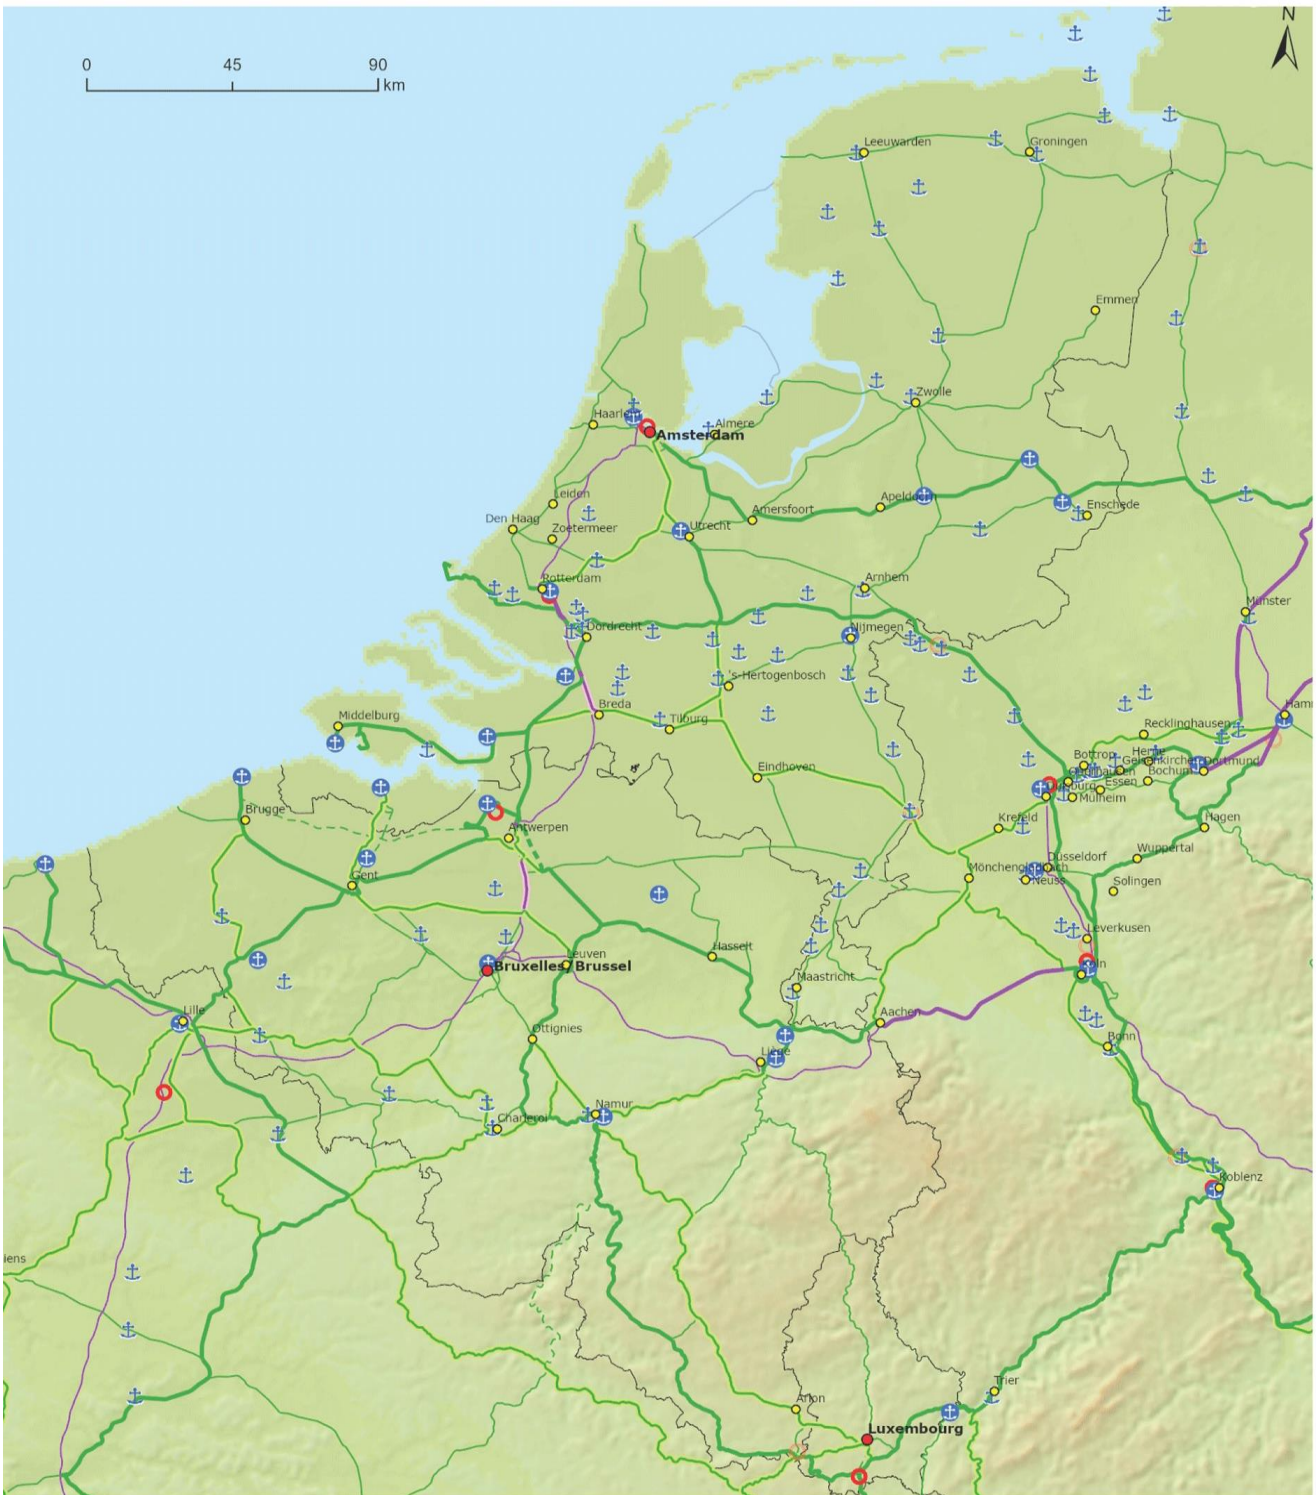 N
0 45 90
km
Leeuwarden
Groningen
Emmen
Zwolle
Haarlem
Almere
Amsterdam
Leiden
Apeldoorn
Amersfoort
Enschede
Den Haag
Zoetermeer
Utrecht
Rotterdam
Arnhem
Münster
Dordrecht
Nijmegen
's-Hertogenbosch
Breda
Middelburg
Tilburg
Hamm
Recklinghausen
Bottrop
Herne
Gelsenkirchen
Dortmund
Eindhoven
Bochum
Essen
Mülheim
Brugge
Antwerpen
Krefeld
Hagen
Wuppertal
Düsseldorf
Mönchengladbach
Gent
Neuss
Solingen
Leverkusen
Hasselt
Leuven
Bruxelles/Brussel
Köln
Maastricht
Lille
Aachen
Ottignies
Bonn
Liège
Namur
Charleroi
Koblenz
iens
Trier
Arlon
Luxembourg